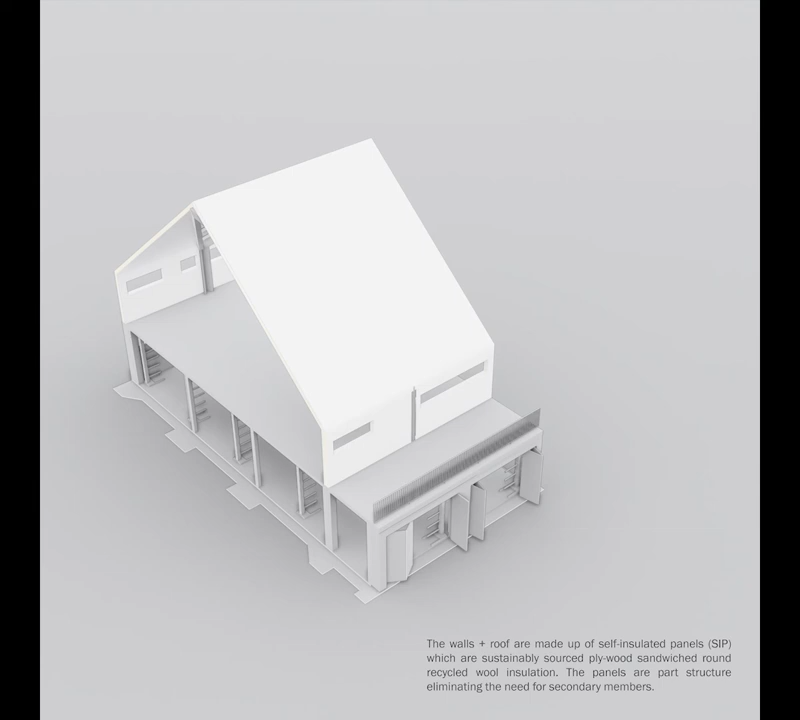 The walls + roof are made up of self-insulated panels (SIP)
which are sustainably sourced ply-wood sandwiched round
recycled wool insulation. The panels are part structure
eliminating the need for secondary members.